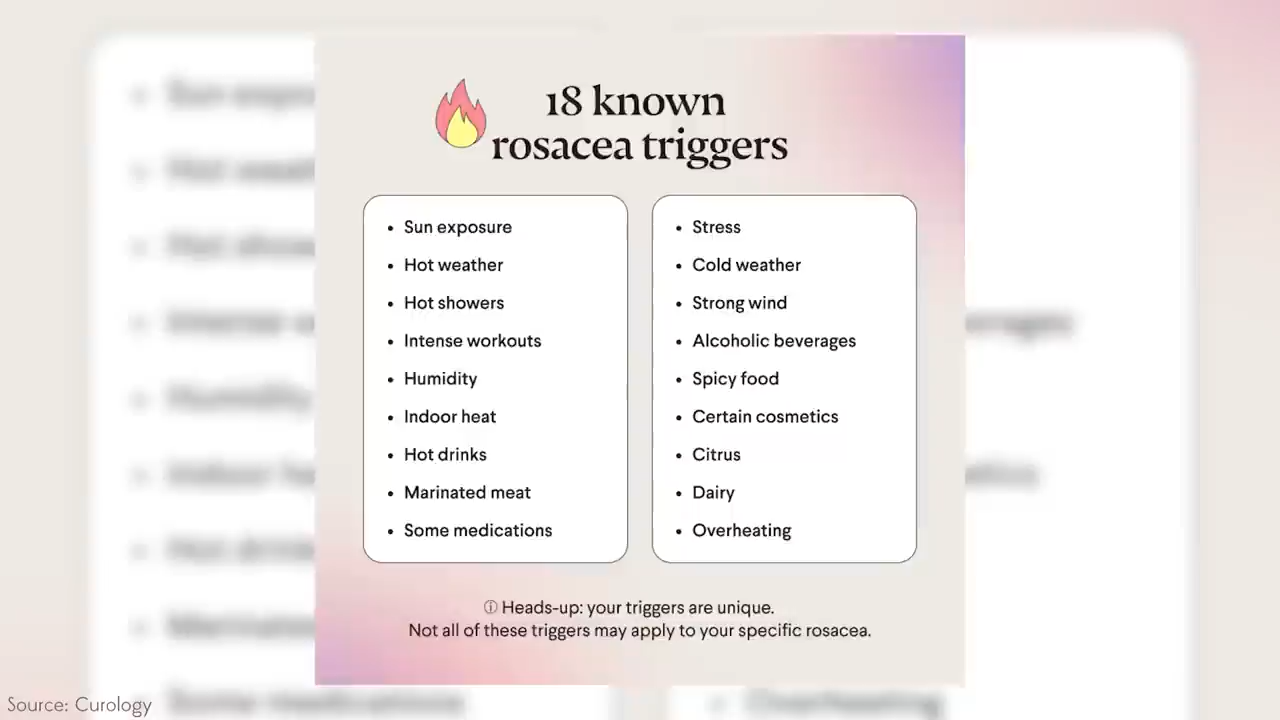 18 known
rosacea triggers
• Sun exposure
• Hot weather
• Hot showers
• Intense workouts
• Humidity
• Indoor heat
• Hot drinks
• Marinated meat
• Some medications
• Stress
• Cold weather
• Strong wind
• Alcoholic beverages
• Spicy food
• Certain cosmetics
• Citrus
• Dairy
• Overheating
ⓘ Heads-up: your triggers are unique.
Not all of these triggers may apply to your specific rosacea.
Source: Curology